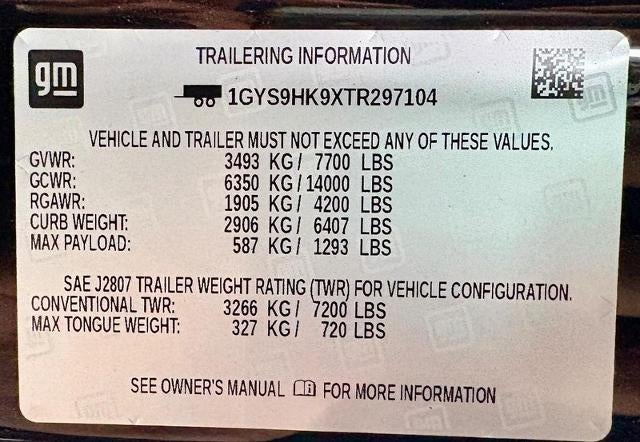 gm
TRAILERING INFORMATION
1GYS9HK9XTR297104
VEHICLE AND TRAILER MUST NOT EXCEED ANY OF THESE VALUES.
GVWR: 3493 KG/ 7700 LBS
GCWR: 6350 KG/ 14000 LBS
RGAWR: 1905 KG/ 4200 LBS
CURB WEIGHT: 2906 KG/ 6407 LBS
MAX PAYLOAD: 587 KG/ 1293 LBS
SAE J2807 TRAILER WEIGHT RATING (TWR) FOR VEHICLE CONFIGURATION.
CONVENTIONAL TWR: 3266 KG/ 7200 LBS
MAX TONGUE WEIGHT: 327 KG/ 720 LBS
SEE OWNER'S MANUAL FOR MORE INFORMATION